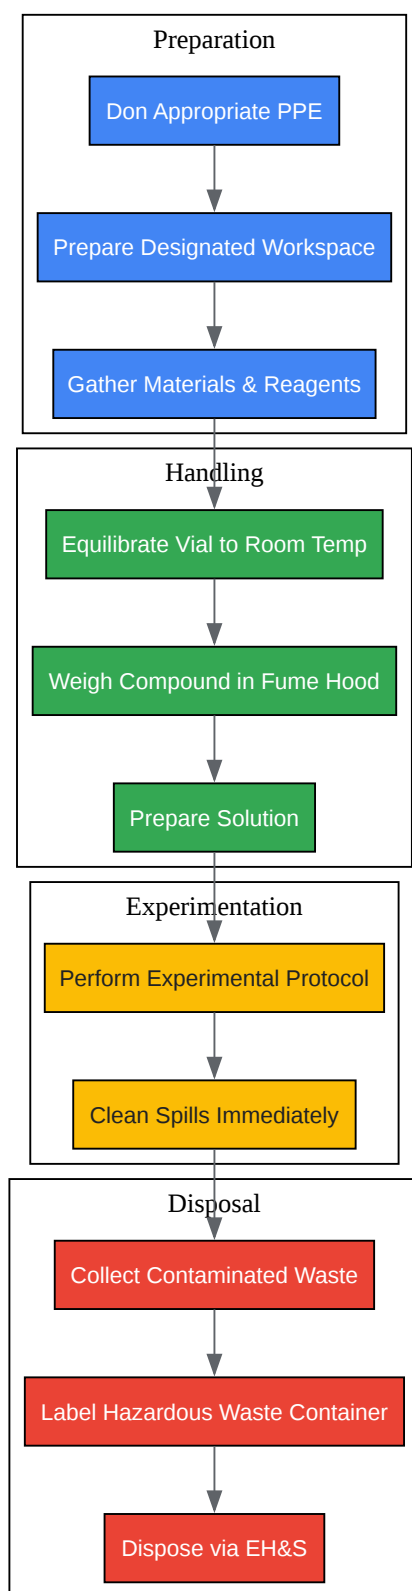 Preparation
Don Appropriate PPE
Prepare Designated Workspace
Gather Materials & Reagents
Handling
Equilibrate Vial to Room Temp
Weigh Compound in Fume Hood
Prepare Solution
Experimentation
Perform Experimental Protocol
Clean Spills Immediately
Disposal
Collect Contaminated Waste
Label Hazardous Waste Container
Dispose via EH&S